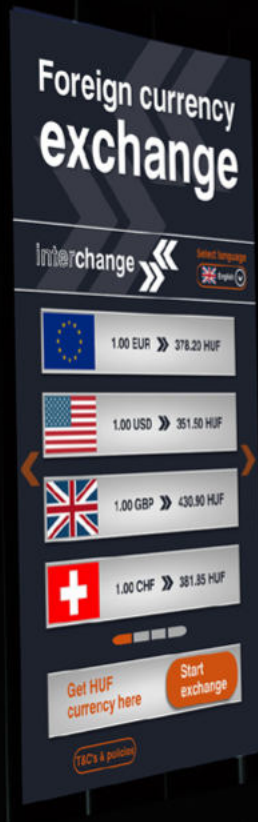 Foreign currency
exchange
interchange
Select language
English
1.00 EUR 378.20 HUF
1.00 USD 351.50 HUF
1.00 GBP 430.90 HUF
1.00 CHF 381.85 HUF
Get HUF
currency here
Start
exchange
T&C's & policies